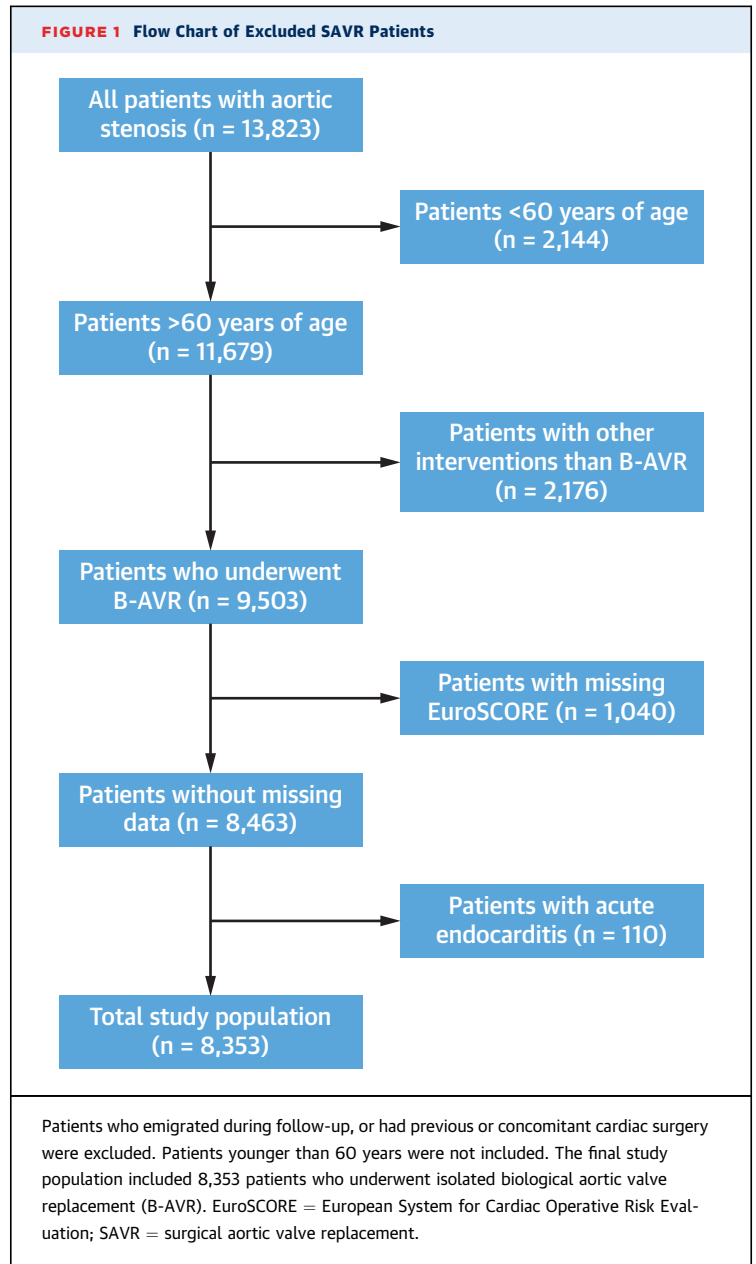 FIGURE 1 Flow Chart of Excluded SAVR Patients
All patients with aortic
stenosis (n = 13,823)
Patients <60 years of age
(n = 2,144)
Patients >60 years of age
(n = 11,679)
Patients with other
interventions than B-AVR
(n = 2,176)
Patients who underwent
B-AVR (n = 9,503)
Patients with missing
EuroSCORE (n = 1,040)
Patients without missing
data (n = 8,463)
Patients with acute
endocarditis (n = 110)
Total study population
(n = 8,353)
Patients who emigrated during follow-up, or had previous or concomitant cardiac surgery
were excluded. Patients younger than 60 years were not included. The final study
population included 8,353 patients who underwent isolated biological aortic valve
replacement (B-AVR). EuroSCORE = European System for Cardiac Operative Risk Eval-
uation; SAVR = surgical aortic valve replacement.